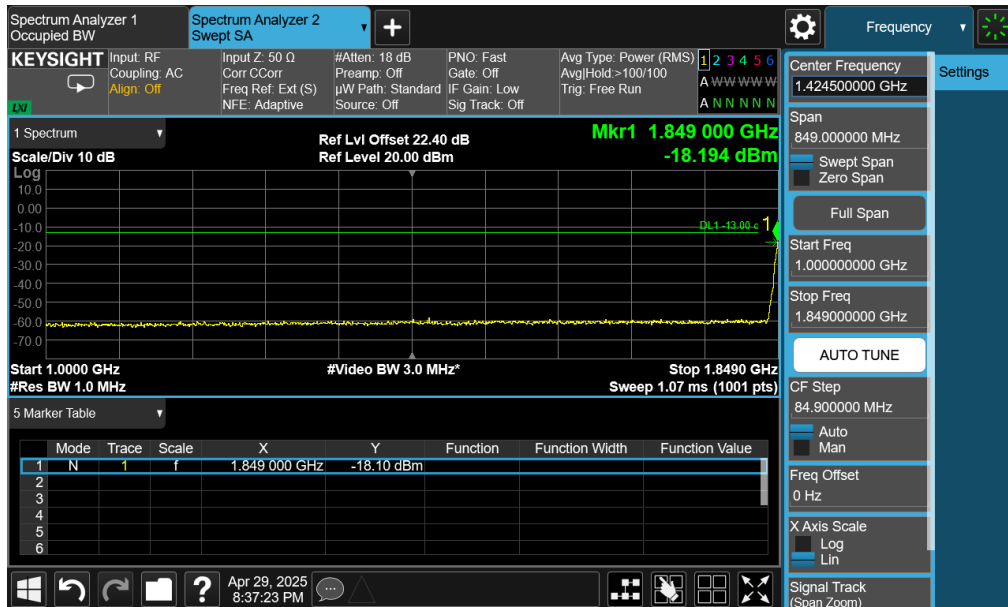 Spectrum Analyzer 1
Occupied BW
Spectrum Analyzer 2
Swept SA
Frequency
KEYSIGHT
LXI
Input: RF
Coupling: AC
Align: Off
Input Z: 50 Ω
Corr CCorr
Freq Ref: Ext (S)
NFE: Adaptive
#Atten: 18 dB
Preamp: Off
µW Path: Standard
Source: Off
PNO: Fast
Gate: Off
IF Gain: Low
Sig Track: Off
Avg Type: Power (RMS)
Avg|Hold:>100/100
Trig: Free Run
1 2 3 4 5 6
A W W W W W
A N N N N N
1 Spectrum
Scale/Div 10 dB
Ref Lvl Offset 22.40 dB
Ref Level 20.00 dBm
Mkr1 1.849 000 GHz
-18.194 dBm
Log
10.0
0.00
-10.0
-20.0
-30.0
-40.0
-50.0
-60.0
-70.0
DL1 -13.00 c
1
Start 1.0000 GHz
#Video BW 3.0 MHz*
Stop 1.8490 GHz
#Res BW 1.0 MHz
Sweep 1.07 ms (1001 pts)
5 Marker Table
Mode Trace Scale X Y Function Function Width Function Value
1 N 1 f 1.849 000 GHz -18.10 dBm
2
3
4
5
6
Apr 29, 2025
8:37:23 PM
Center Frequency
1.424500000 GHz
Span
849.000000 MHz
Swept Span
Zero Span
Full Span
Start Freq
1.000000000 GHz
Stop Freq
1.849000000 GHz
AUTO TUNE
CF Step
84.900000 MHz
Auto
Man
Freq Offset
0 Hz
X Axis Scale
Log
Lin
Signal Track
(Span Zoom)
Settings